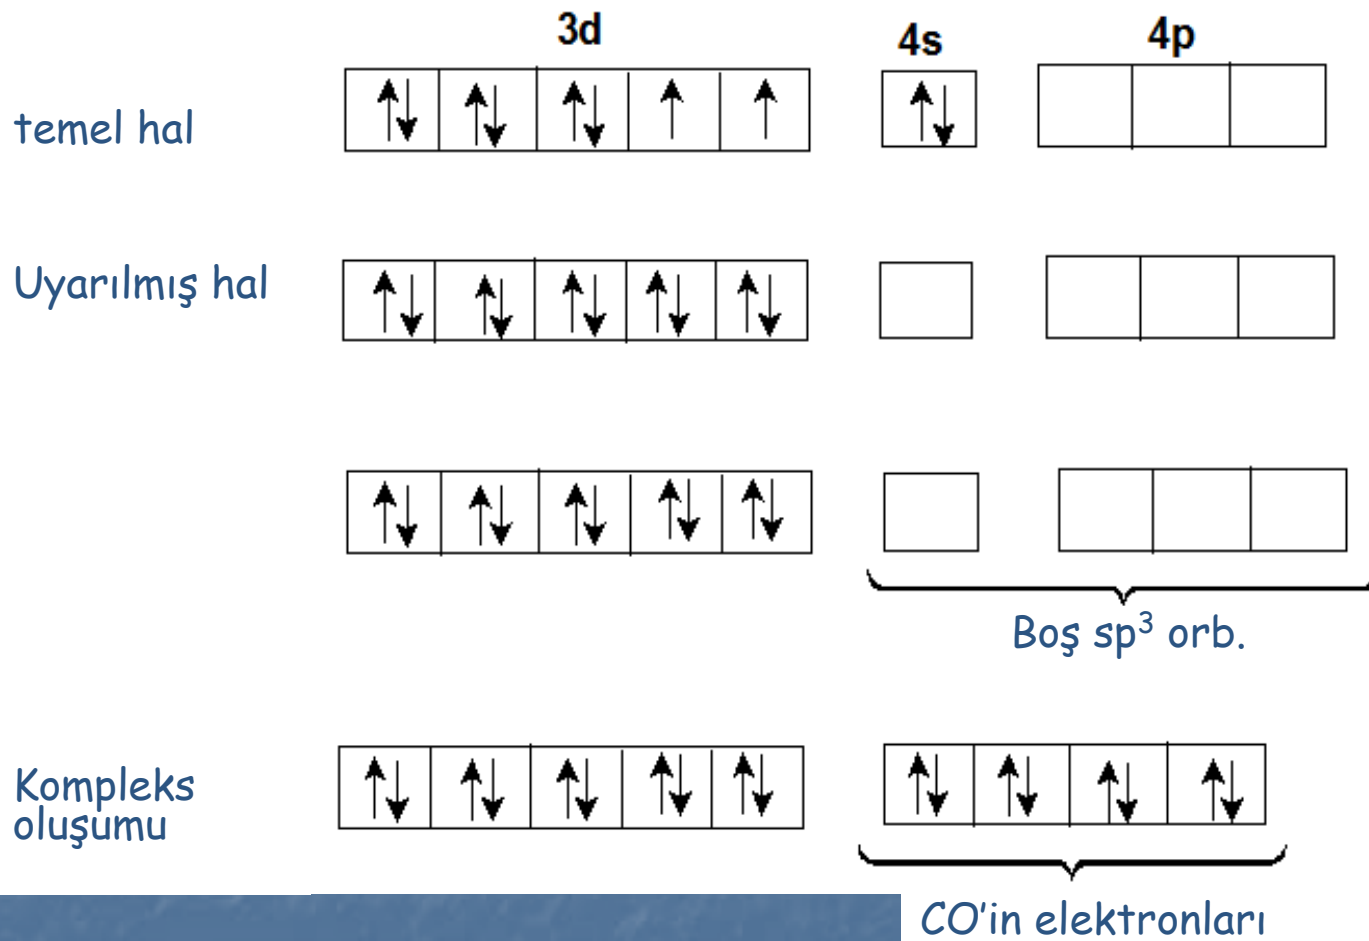 3d 4s 4p
temel hal
Uyarılmış hal
Boş sp³ orb.
Kompleks
oluşumu
CO'in elektronları